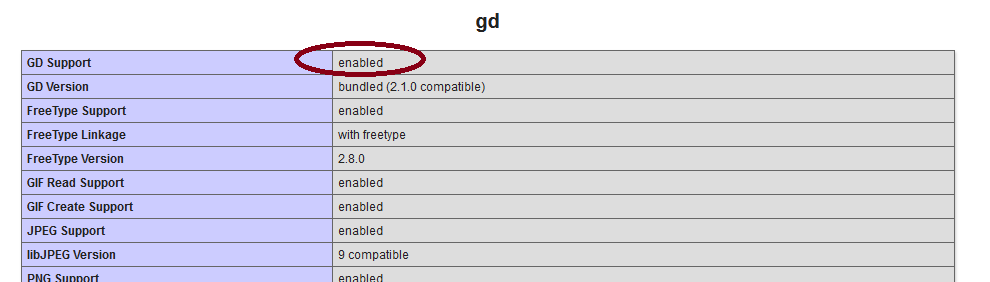 gd
GD Support enabled
GD Version bundled (2.1.0 compatible)
FreeType Support enabled
FreeType Linkage with freetype
FreeType Version 2.8.0
GIF Read Support enabled
GIF Create Support enabled
JPEG Support enabled
libJPEG Version 9 compatible
PNG Support enabled